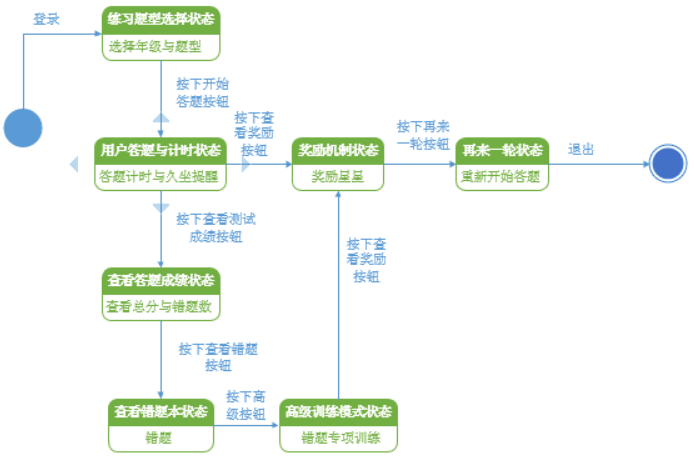 登录
练习题型选择状态
选择年级与题型
按下开始
答题按钮
用户答题与计时状态
答题计时与久坐提醒
按下查
看奖励
按钮
奖励机制状态
奖励星星
按下再来
一轮按钮
再来一轮状态
重新开始答题
退出
按下查看测试
成绩按钮
查看答题成绩状态
查看总分与错题数
按下查
看奖励
按钮
按下查看错题
按钮
查看错题本状态
错题
按下高
级按钮
高级训练模式状态
错题专项训练